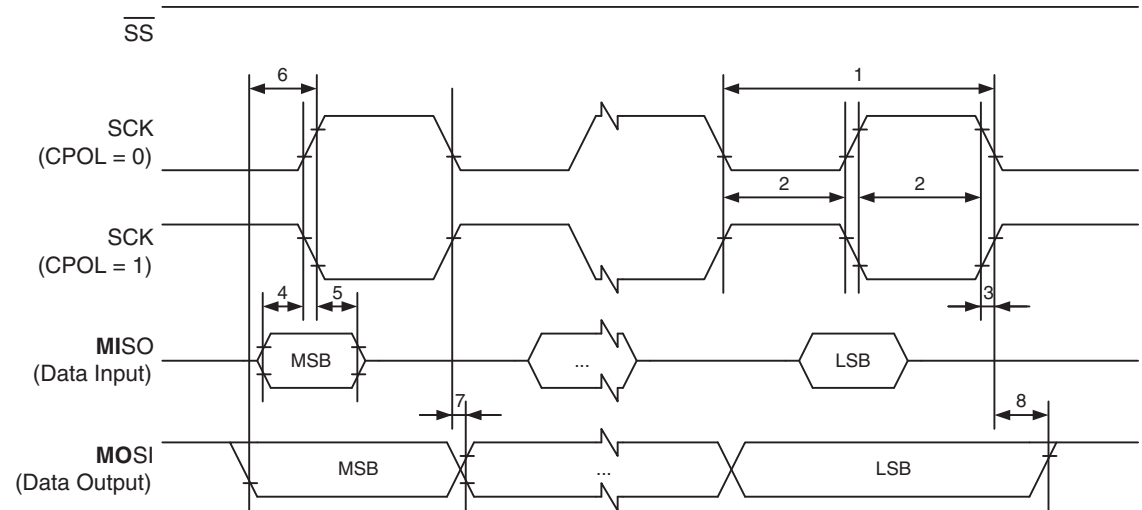 SS
6
1
SCK
(CPOL = 0)
2
2
SCK
(CPOL = 1)
4
5
3
MISO
(Data Input)
MSB
...
LSB
7
8
MOSI
(Data Output)
MSB
...
LSB